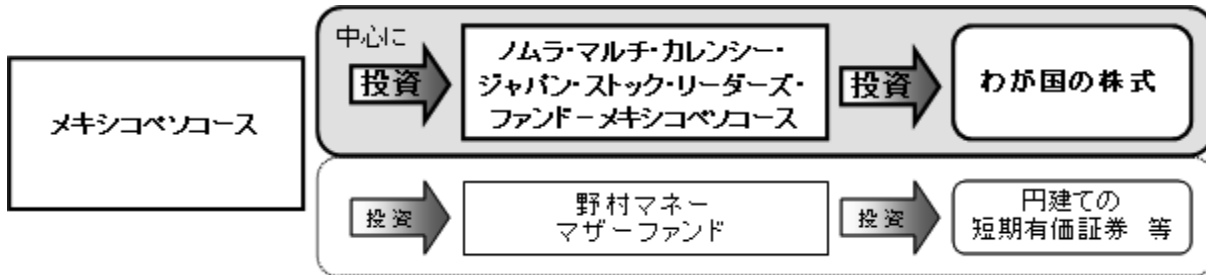 メキシコペソコース
中心に
投資
ノムラ・マルチ・カレンシー・
ジャパン・ストック・リーダーズ・
ファンド－メキシコペソコース
投資
わが国の株式
投資
野村マネー
マザーファンド
投資
円建ての
短期有価証券 等